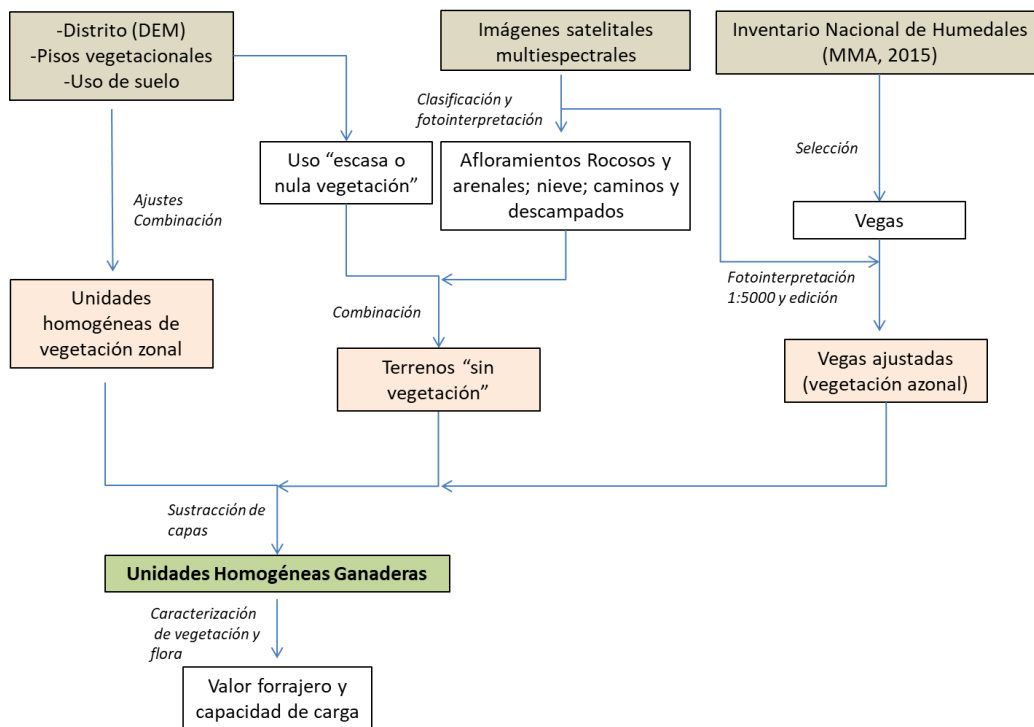 -Distrito (DEM)
-Pisos vegetacionales
-Uso de suelo
Imágenes satelitales
multiespectrales
Inventario Nacional de Humedales
(MMA, 2015)
Clasificación y
fotointerpretación
Selección
Uso “escasa o
nula vegetación”
Afloramientos Rocosos y
arenales; nieve; caminos y
descampados
Ajustes
Combinación
Vegas
Fotointerpretación
1:5000 y edición
Unidades
homogéneas de
vegetación zonal
Combinación
Terrenos “sin
vegetación”
Vegas ajustadas
(vegetación azonal)
Sustracción de
capas
Unidades Homogéneas Ganaderas
Caracterización
de vegetación y
flora
Valor forrajero y
capacidad de carga